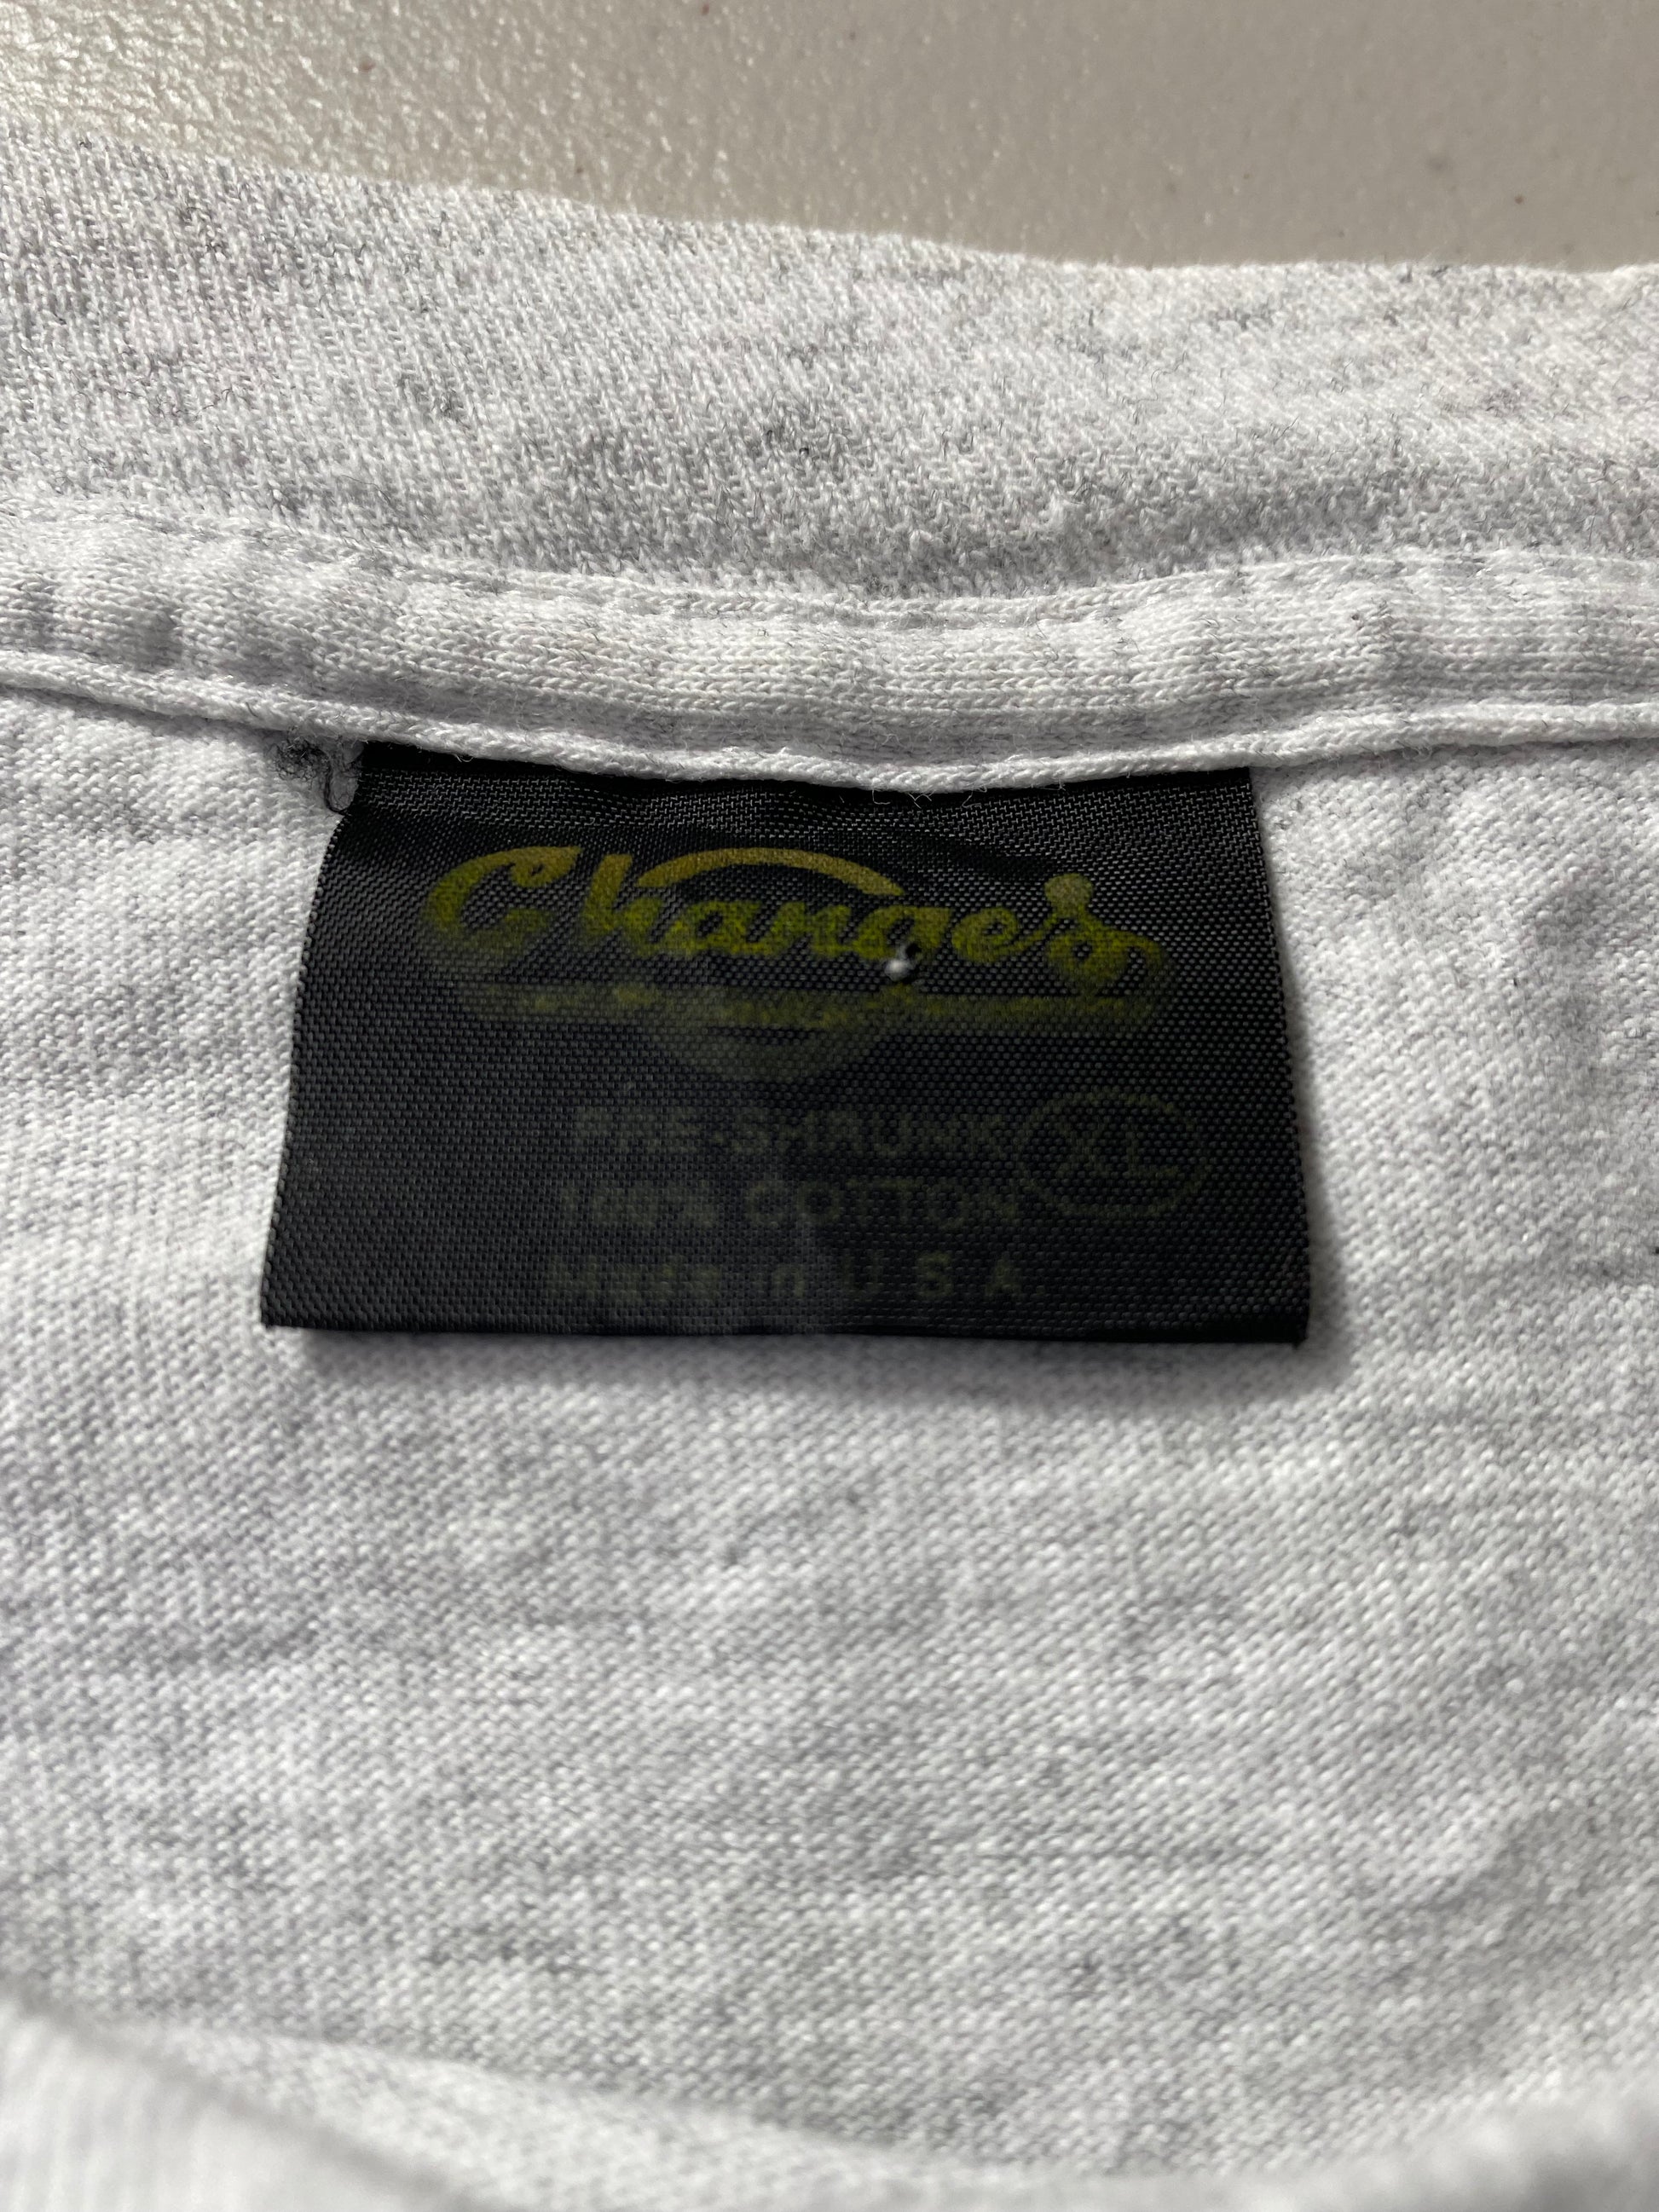 Changes
PRE-SHRUNK XL
100% COTTON
Made in U S A